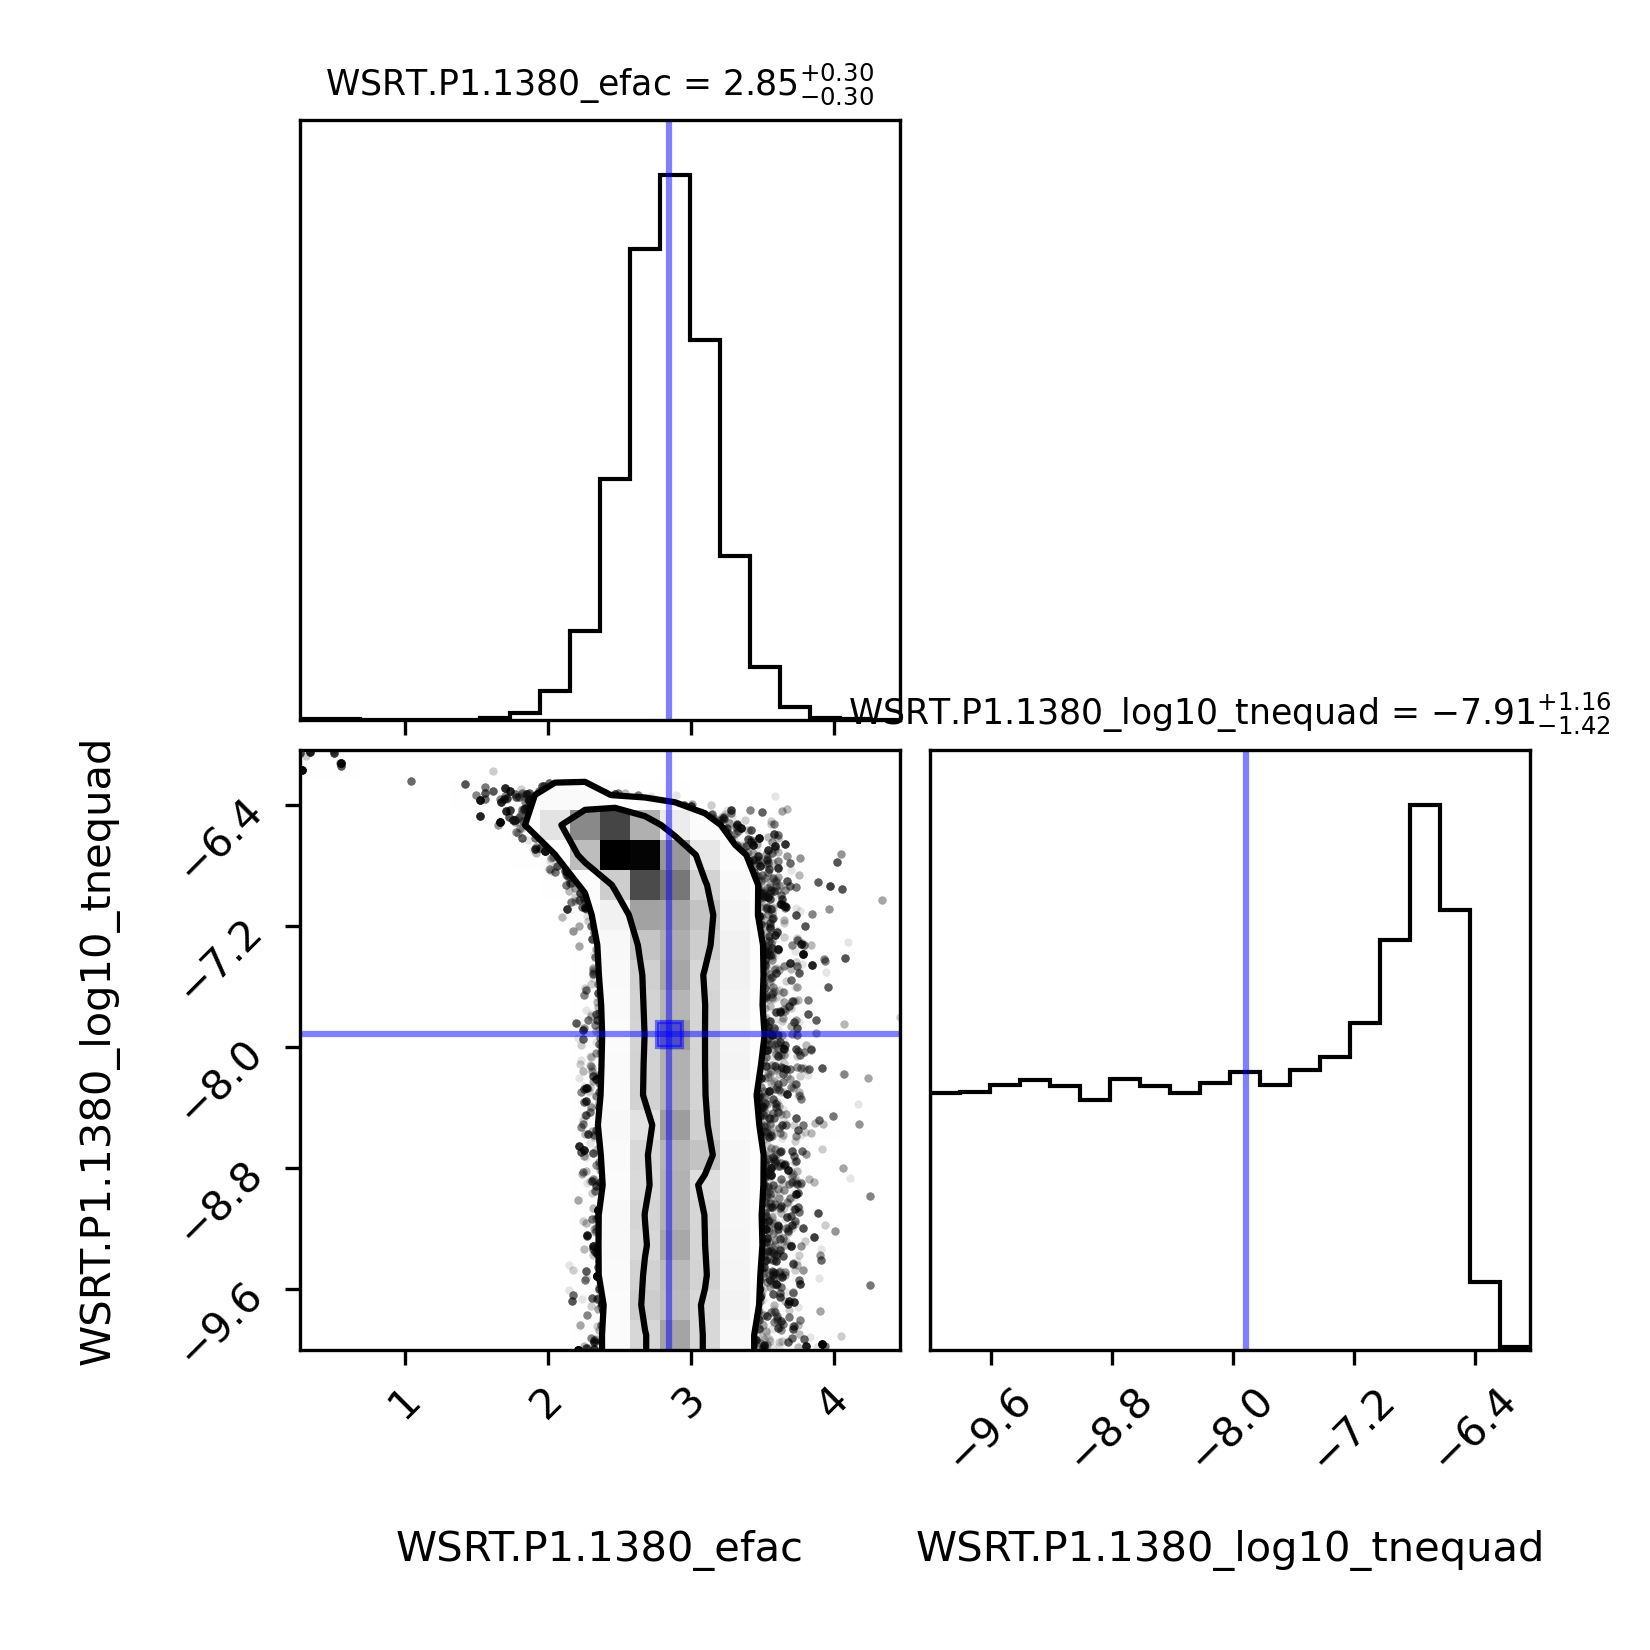 WSRT.P1.1380_efac = 2.85+0.30 −0.30
WSRT.P1.1380_log10_tnequad = −7.91+1.16 −1.42
WSRT.P1.1380_log10_tnequad
−6.4
−7.2
−8.0
−8.8
−9.6
1 2 3 4
−9.6 −8.8 −8.0 −7.2 −6.4
WSRT.P1.1380_efac
WSRT.P1.1380_log10_tnequad